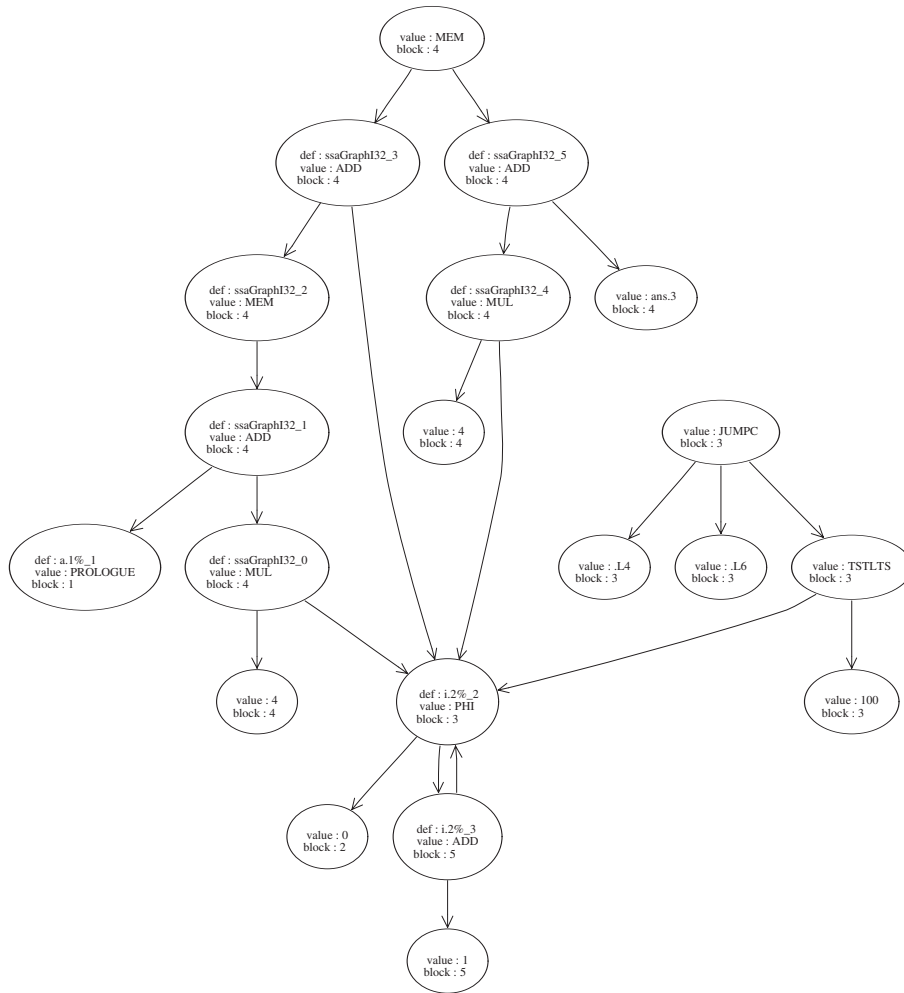 value : MEM
block : 4
def : ssaGraphI32_3
value : ADD
block : 4
def : ssaGraphI32_5
value : ADD
block : 4
def : ssaGraphI32_2
value : MEM
block : 4
def : ssaGraphI32_4
value : MUL
block : 4
value : ans.3
block : 4
def : ssaGraphI32_1
value : ADD
block : 4
value : 4
block : 4
value : JUMPC
block : 3
def : a.1%_1
value : PROLOGUE
block : 1
def : ssaGraphI32_0
value : MUL
block : 4
value : .L4
block : 3
value : .L6
block : 3
value : TSTLTS
block : 3
value : 4
block : 4
def : i.2%_2
value : PHI
block : 3
value : 100
block : 3
value : 0
block : 2
def : i.2%_3
value : ADD
block : 5
value : 1
block : 5